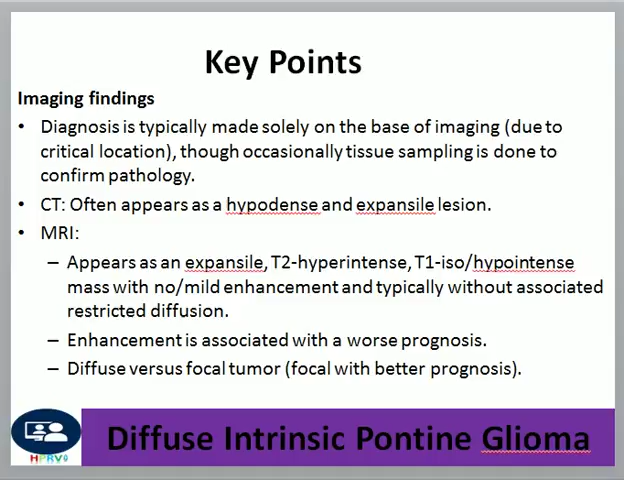 Key Points
Imaging findings
• Diagnosis is typically made solely on the base of imaging (due to
critical location), though occasionally tissue sampling is done to
confirm pathology.
• CT: Often appears as a hypodense and expansile lesion.
• MRI:
– Appears as an expansile, T2-hyperintense, T1-iso/hypointense
mass with no/mild enhancement and typically without associated
restricted diffusion.
– Enhancement is associated with a worse prognosis.
– Diffuse versus focal tumor (focal with better prognosis).
Diffuse Intrinsic Pontine Glioma